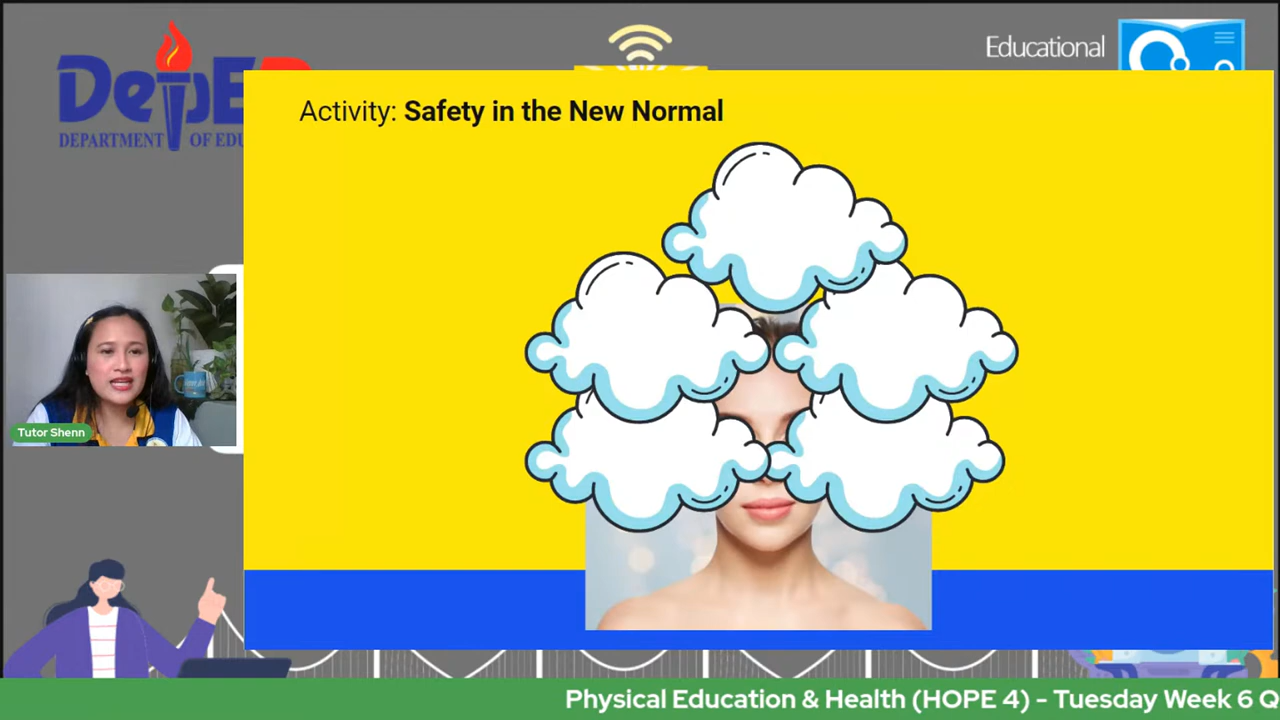 DepE
DEPARTMENT OF EDU
Educational
Activity: Safety in the New Normal
Tutor Shenn
Physical Education & Health (HOPE 4) - Tuesday Week 6 Q